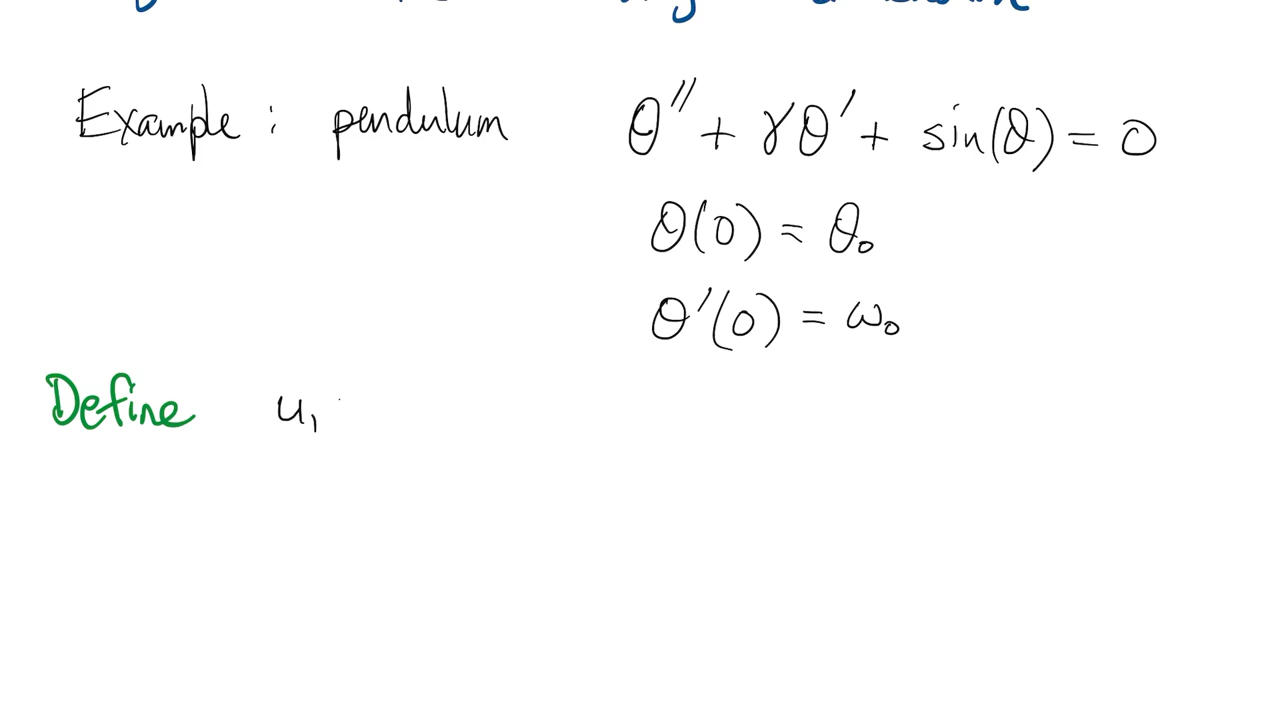 Example : pendulum θ'' + γθ' + sin(θ) = 0
θ(0) = θ₀
θ'(0) = ω₀
Define u₁